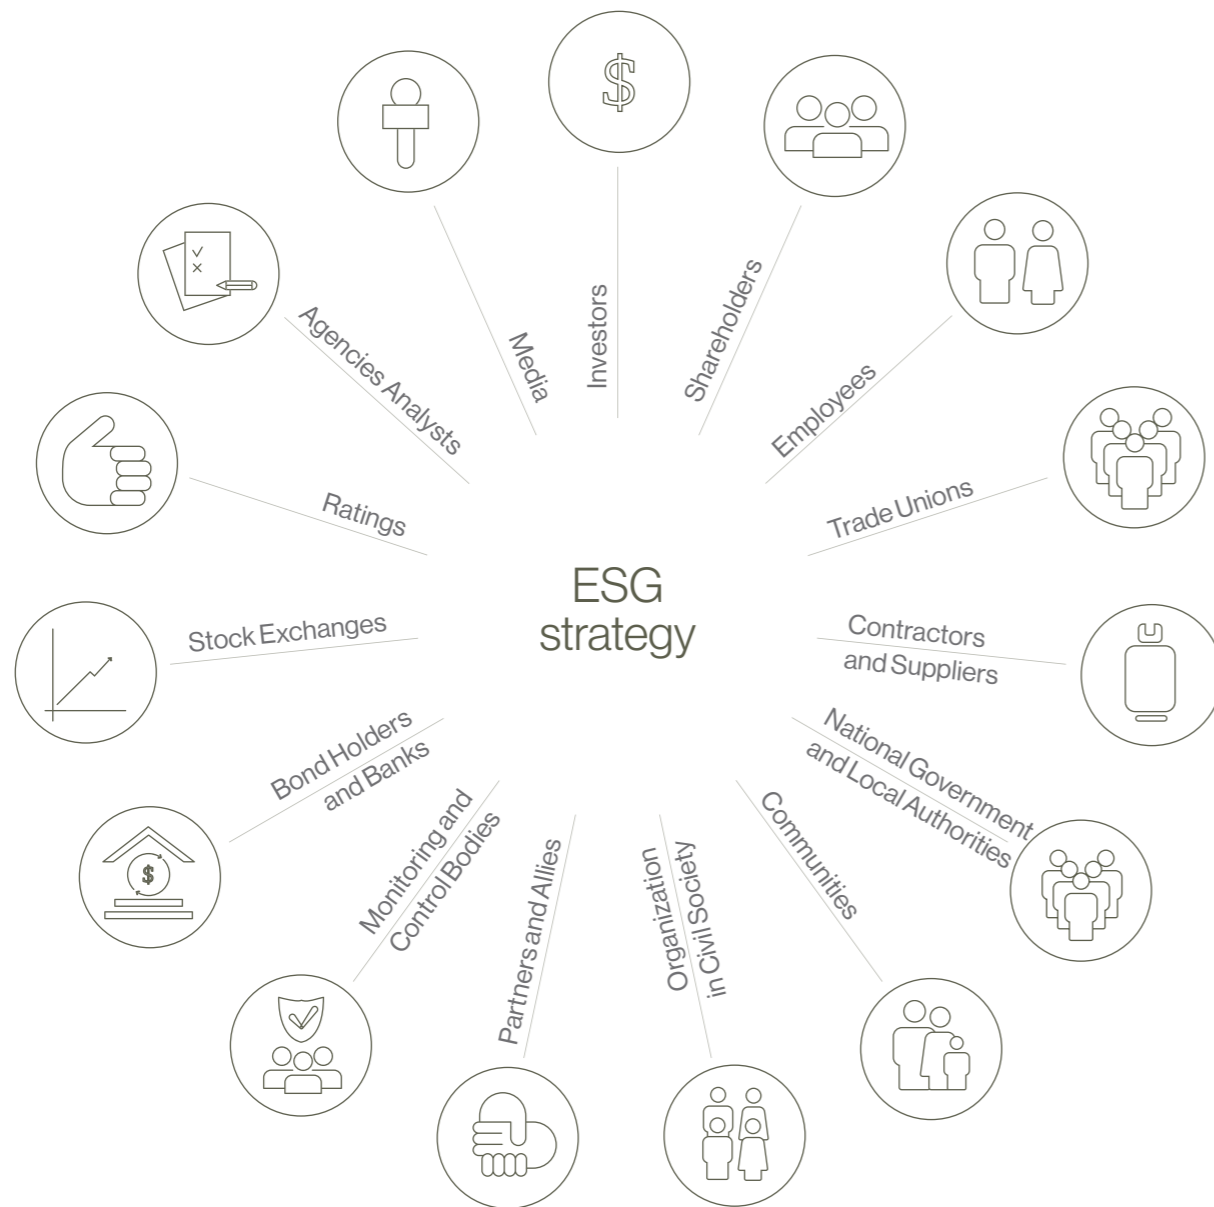 ESG
strategy
Investors
Shareholders
Employees
Trade Unions
Contractors
and Suppliers
National Government
and Local Authorities
Communities
Organization
in Civil Society
Partners and Allies
Monitoring and
Control Bodies
Bond Holders
and Banks
Stock Exchanges
Ratings
Agencies Analysts
Media
$
$